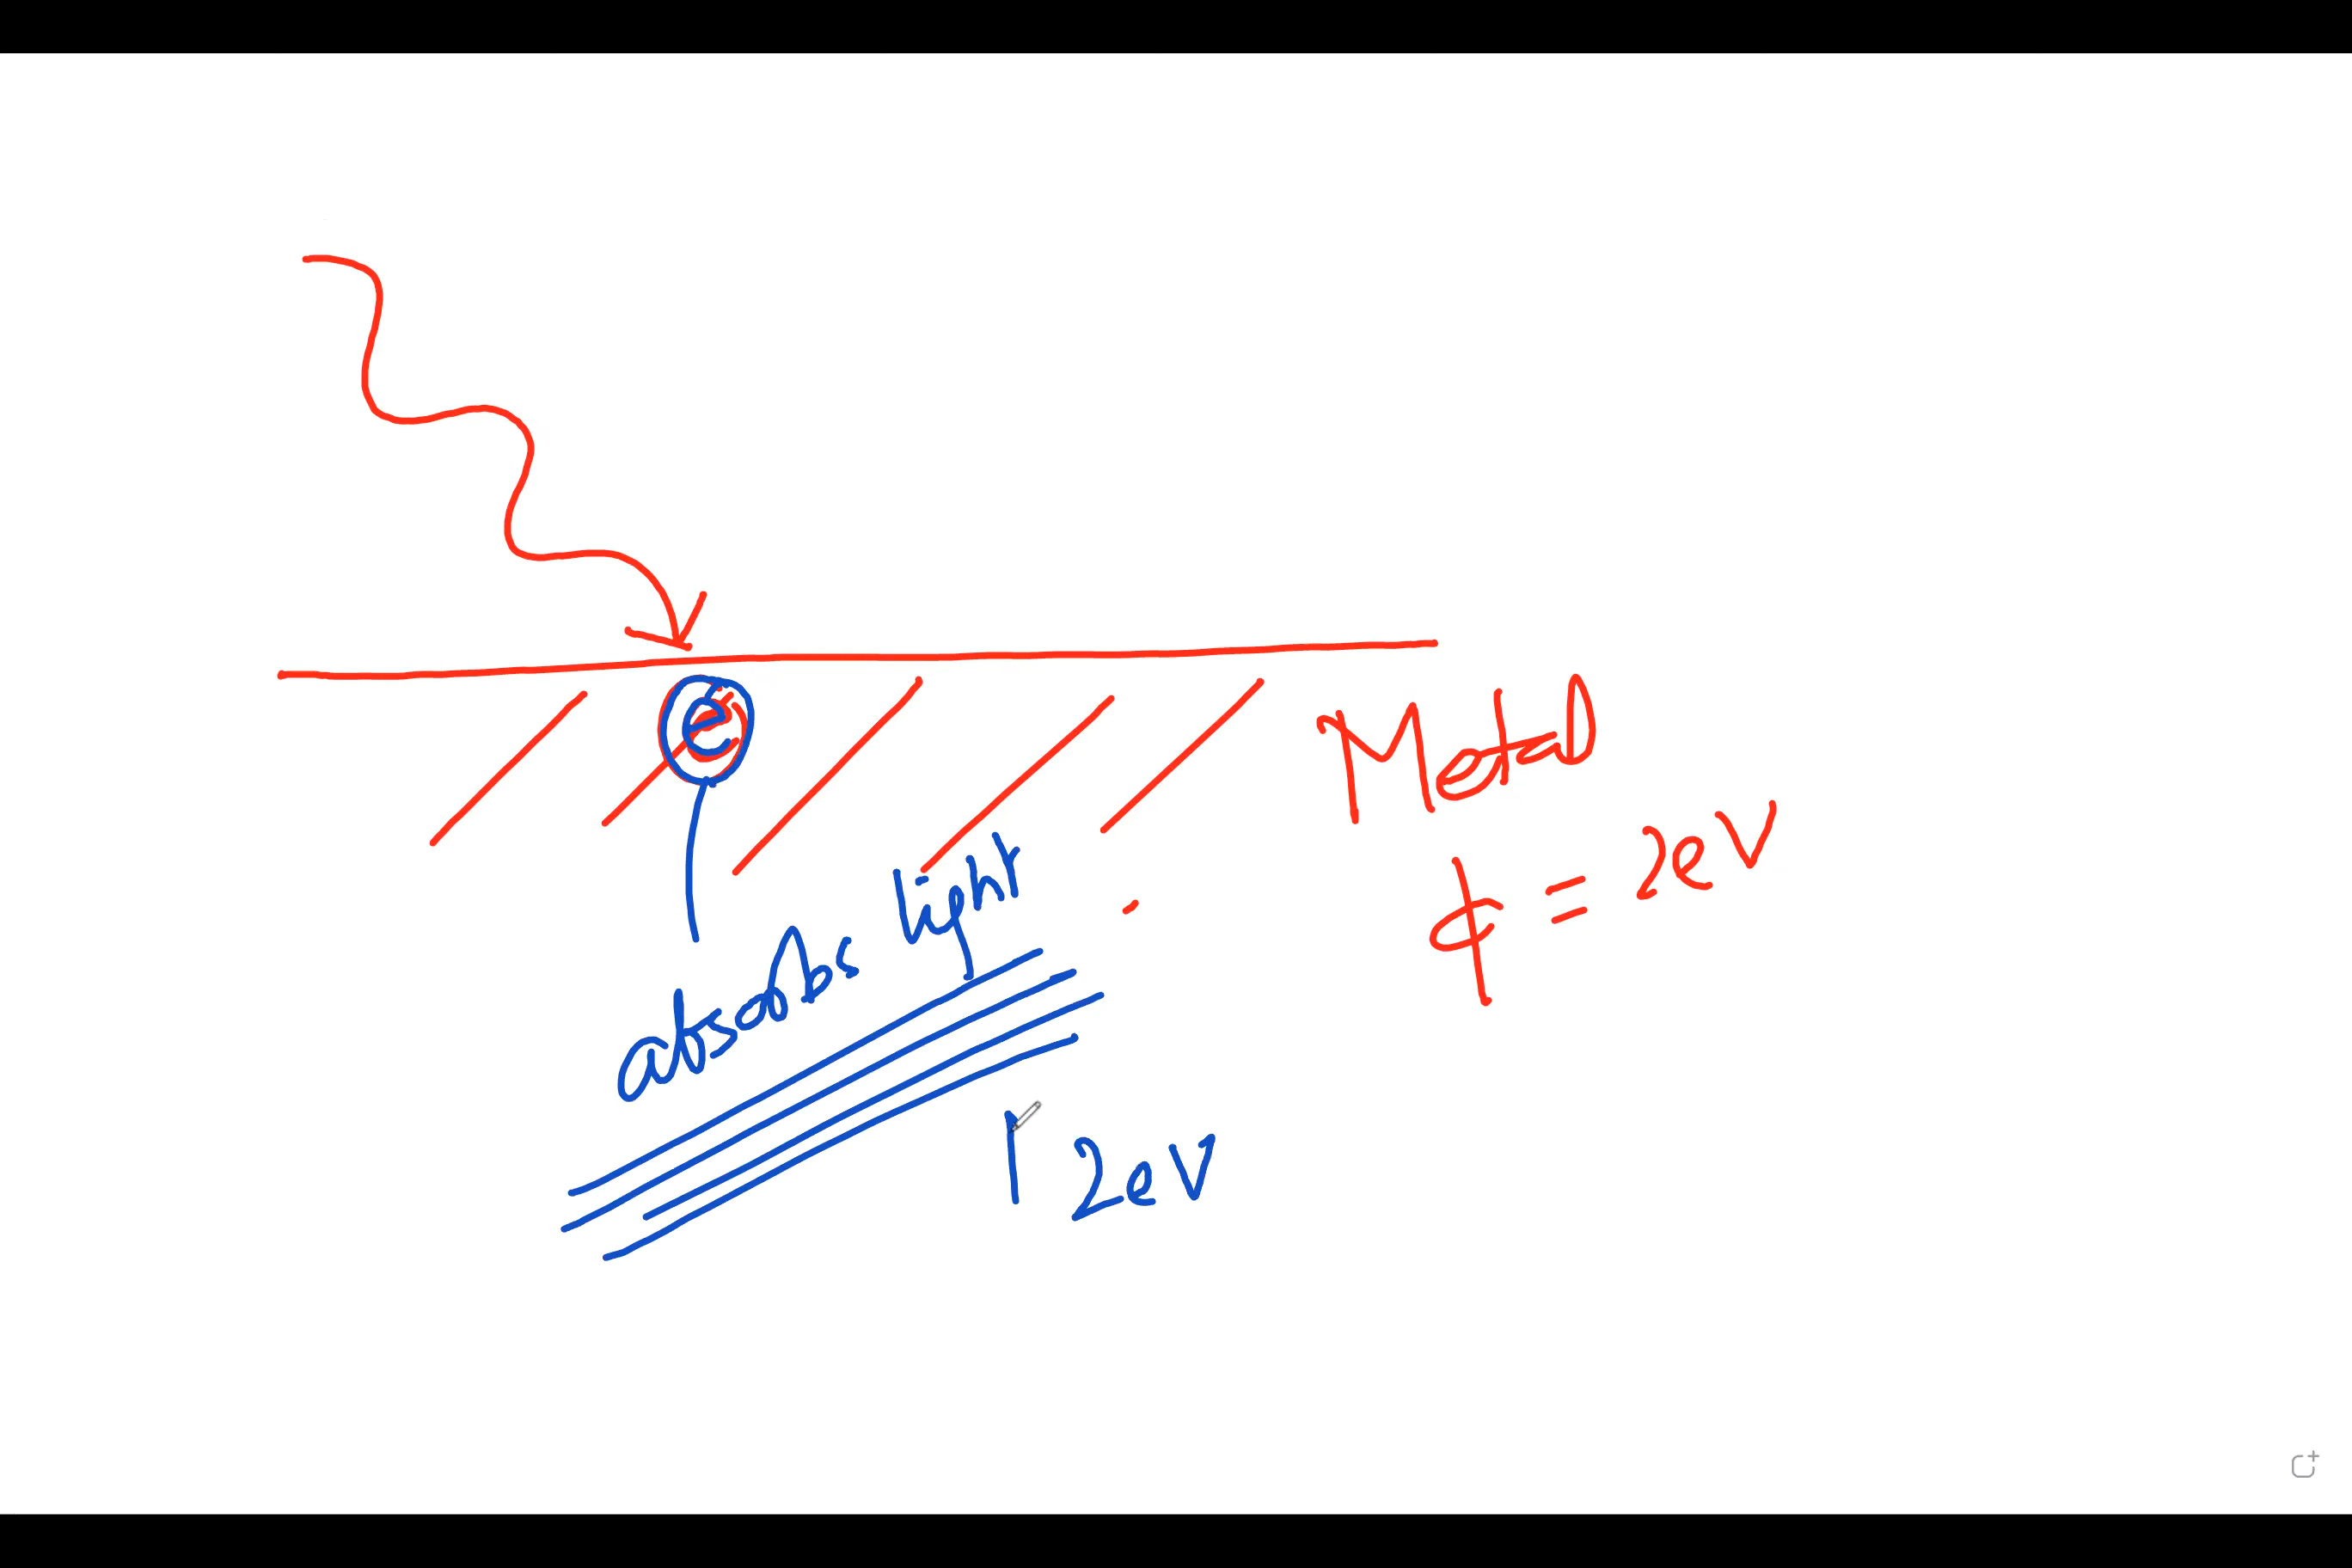 e
Metal
ϕ = 2eV
absorbs light
2eV